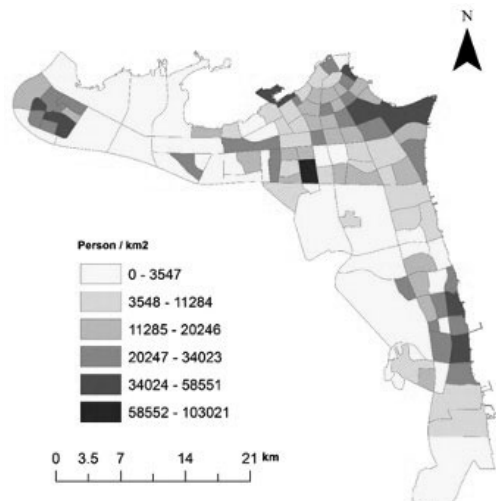 N
Person / km2
0 - 3547
3548 - 11284
11285 - 20246
20247 - 34023
34024 - 58551
58552 - 103021
0 3.5 7 14 21 km